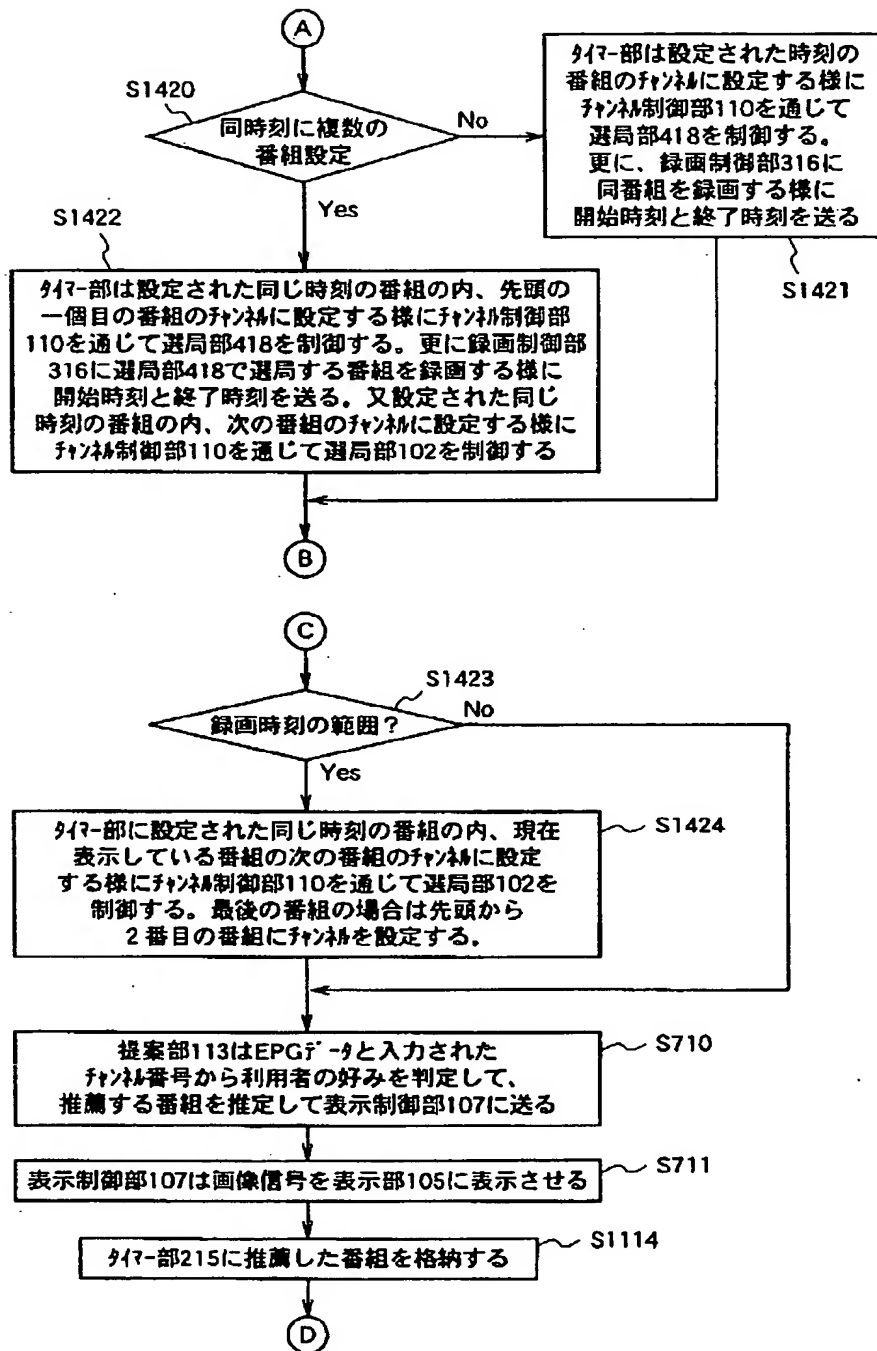 A
S1420
同時刻に複数の
番組設定
No
Yes
ﾀｲﾏｰ部は設定された時刻の
番組のﾁｬﾝﾈﾙに設定する様に
ﾁｬﾝﾈﾙ制御部110を通じて
選局部418を制御する。
更に、録画制御部316に
同番組を録画する様に
開始時刻と終了時刻を送る
S1421
S1422
ﾀｲﾏｰ部は設定された同じ時刻の番組の内、先頭の
一個目の番組のﾁｬﾝﾈﾙに設定する様にﾁｬﾝﾈﾙ制御部
110を通じて選局部418を制御する。更に録画制御部
316に選局部418で選局する番組を録画する様に
開始時刻と終了時刻を送る。又設定された同じ
時刻の番組の内、次の番組のﾁｬﾝﾈﾙに設定する様に
ﾁｬﾝﾈﾙ制御部110を通じて選局部102を制御する
B
C
S1423
録画時刻の範囲？
No
Yes
ﾀｲﾏｰ部に設定された同じ時刻の番組の内、現在
表示している番組の次の番組のﾁｬﾝﾈﾙに設定
する様にﾁｬﾝﾈﾙ制御部110を通じて選局部102を
制御する。最後の番組の場合は先頭から
２番目の番組にﾁｬﾝﾈﾙを設定する。
S1424
提案部113はEPGﾃﾞｰﾀと入力された
ﾁｬﾝﾈﾙ番号から利用者の好みを判定して、
推薦する番組を推定して表示制御部107に送る
S710
表示制御部107は画像信号を表示部105に表示させる
S711
ﾀｲﾏｰ部215に推薦した番組を格納する
S1114
D